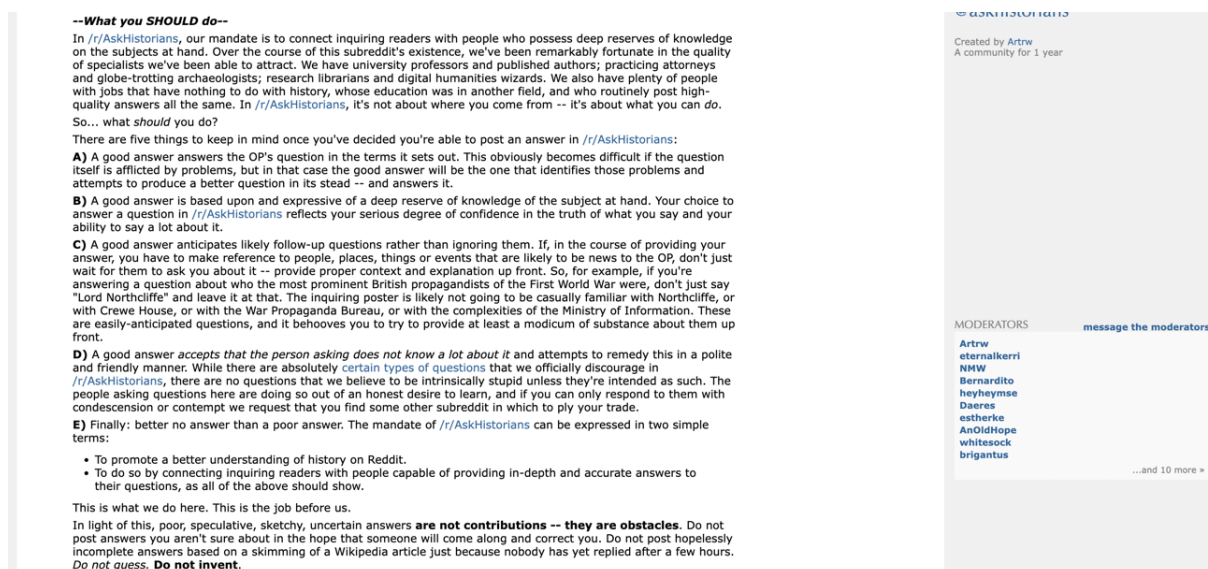 --What you SHOULD do--
In /r/AskHistorians, our mandate is to connect inquiring readers with people who possess deep reserves of knowledge
on the subjects at hand. Over the course of this subreddit's existence, we've been remarkably fortunate in the quality
of specialists we've been able to attract. We have university professors and published authors; practicing attorneys
and globe-trotting archaeologists; research librarians and digital humanities wizards. We also have plenty of people
with jobs that have nothing to do with history, whose education was in another field, and who routinely post high-
quality answers all the same. In /r/AskHistorians, it's not about where you come from -- it's about what you can do.
So... what should you do?
There are five things to keep in mind once you've decided you're able to post an answer in /r/AskHistorians:
A) A good answer answers the OP's question in the terms it sets out. This obviously becomes difficult if the question
itself is afflicted by problems, but in that case the good answer will be the one that identifies those problems and
attempts to produce a better question in its stead -- and answers it.
B) A good answer is based upon and expressive of a deep reserve of knowledge of the subject at hand. Your choice to
answer a question in /r/AskHistorians reflects your serious degree of confidence in the truth of what you say and your
ability to say a lot about it.
C) A good answer anticipates likely follow-up questions rather than ignoring them. If, in the course of providing your
answer, you have to make reference to people, places, things or events that are likely to be news to the OP, don't just
wait for them to ask you about it -- provide proper context and explanation up front. So, for example, if you're
answering a question about who the most prominent British propagandists of the First World War were, don't just say
"Lord Northcliffe" and leave it at that. The inquiring poster is likely not going to be casually familiar with Northcliffe, or
with Crewe House, or with the War Propaganda Bureau, or with the complexities of the Ministry of Information. These
are easily-anticipated questions, and it behooves you to try to provide at least a modicum of substance about them up
front.
D) A good answer accepts that the person asking does not know a lot about it and attempts to remedy this in a polite
and friendly manner. While there are absolutely certain types of questions that we officially discourage in
/r/AskHistorians, there are no questions that we believe to be intrinsically stupid unless they're intended as such. The
people asking questions here are doing so out of an honest desire to learn, and if you can only respond to them with
condescension or contempt we request that you find some other subreddit in which to ply your trade.
E) Finally: better no answer than a poor answer. The mandate of /r/AskHistorians can be expressed in two simple
terms:
• To promote a better understanding of history on Reddit.
• To do so by connecting inquiring readers with people capable of providing in-depth and accurate answers to
their questions, as all of the above should show.
This is what we do here. This is the job before us.
In light of this, poor, speculative, sketchy, uncertain answers are not contributions -- they are obstacles. Do not
post answers you aren't sure about in the hope that someone will come along and correct you. Do not post hopelessly
incomplete answers based on a skimming of a Wikipedia article just because nobody has yet replied after a few hours.
Do not guess. Do not invent.
@askhistorians
Created by Artrw
A community for 1 year
MODERATORS message the moderators
Artrw
eternalkerri
NMW
Bernardito
heyheymse
Daeres
estherke
AnOldHope
whitesock
brigantus
...and 10 more »